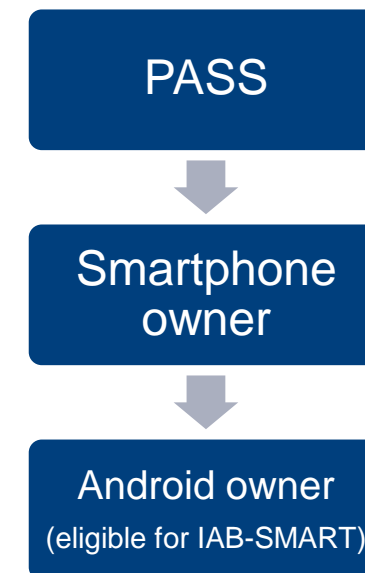 PASS
Smartphone
owner
Android owner
(eligible for IAB-SMART)